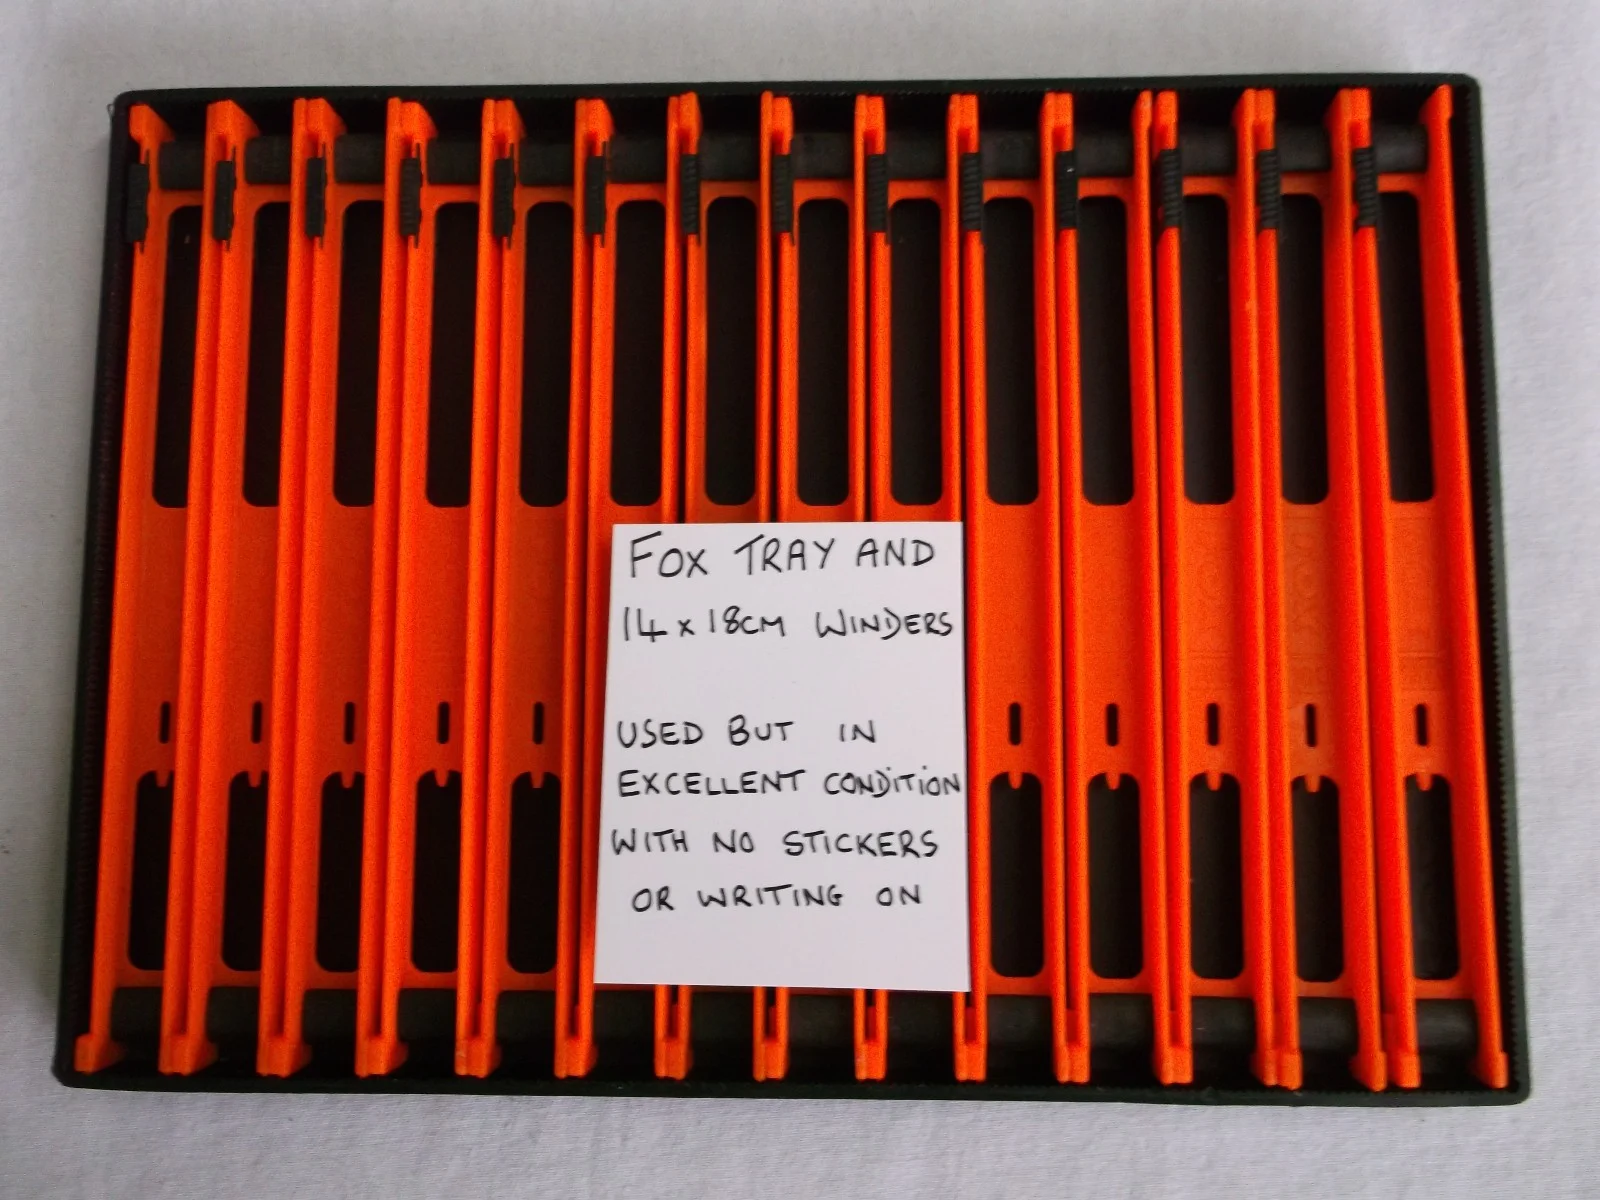 FOX TRAY AND
14 x 18CM WINDERS
USED BUT IN
EXCELLENT CONDITION
WITH NO STICKERS
OR WRITING ON